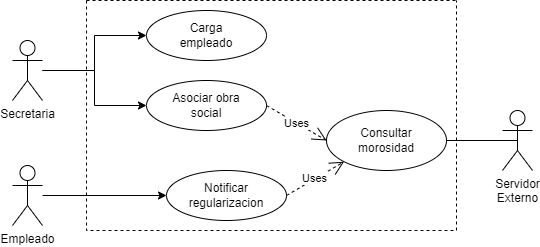 Carga
empleado
Secretaria
Asociar obra
social
Uses
Consultar
morosidad
Uses
Servidor
Externo
Notificar
regularizacion
Empleado